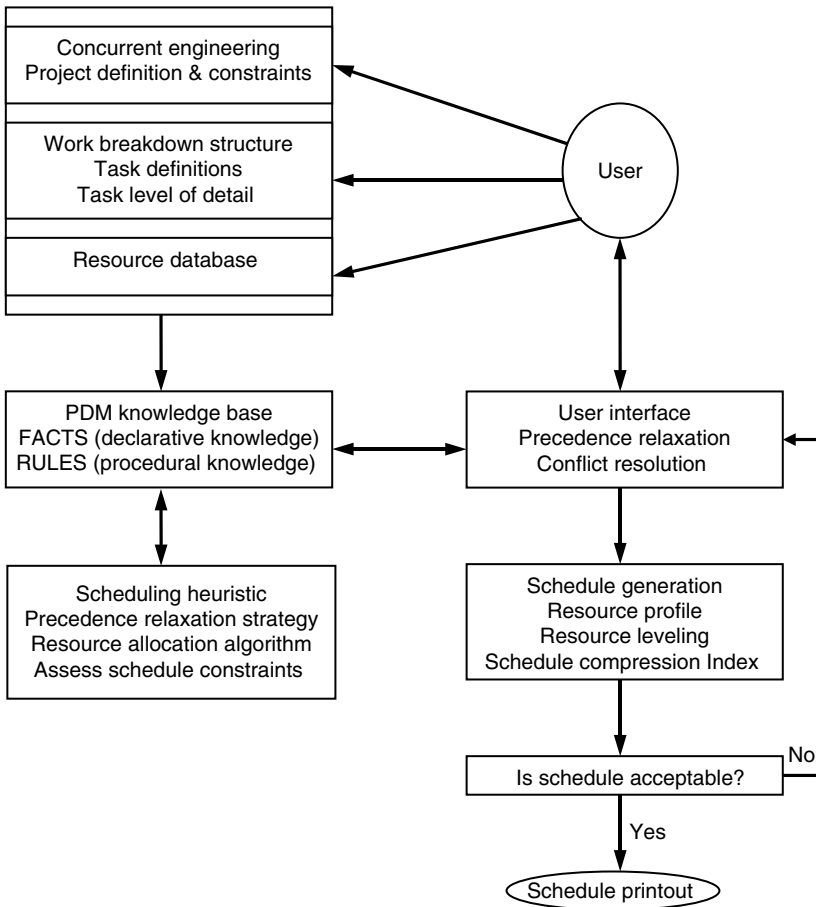 Concurrent engineering
Project definition & constraints
Work breakdown structure
Task definitions
Task level of detail
Resource database
User
PDM knowledge base
FACTS (declarative knowledge)
RULES (procedural knowledge)
User interface
Precedence relaxation
Conflict resolution
Scheduling heuristic
Precedence relaxation strategy
Resource allocation algorithm
Assess schedule constraints
Schedule generation
Resource profile
Resource leveling
Schedule compression Index
Is schedule acceptable?
No
Yes
Schedule printout